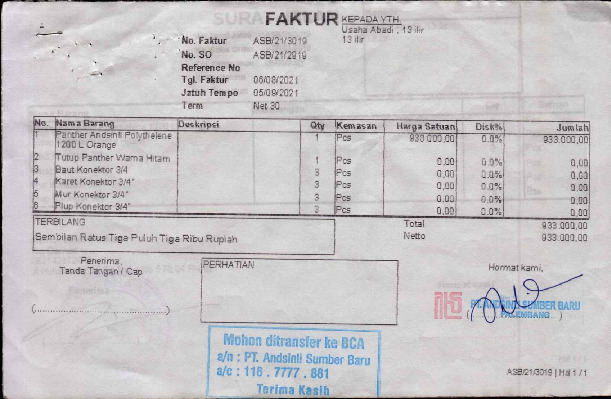 FAKTUR
KEPADA YTH.
Usaha Abadi , 13 ilir
13 ilir
No. Faktur ASB/21/3019
No. SO ASB/21/2919
Reference No
Tgl. Faktur 06/08/2021
Jatuh Tempo 05/09/2021
Term Net 30
No. Nama Barang Deskripsi Qty Kemasan Harga Satuan Disk% Jumlah
1 Panther Andsinli Polythelene 1 Pcs 933.000,00 0.0% 933.000,00
1200 L Orange
2 Tutup Panther Warna Hitam 1 Pcs 0,00 0.0% 0,00
3 Baut Konektor 3/4 3 Pcs 0,00 0.0% 0,00
4 Karet Konektor 3/4" 3 Pcs 0,00 0.0% 0,00
5 Mur Konektor 3/4" 3 Pcs 0,00 0.0% 0,00
6 Plup Konektor 3/4" 3 Pcs 0,00 0.0% 0,00
TERBILANG
Sembilan Ratus Tiga Puluh Tiga Ribu Rupiah
Total 933.000,00
Netto 933.000,00
Penerima,
Tanda Tangan / Cap
PERHATIAN
Hormat kami,
PT. ANDSINLI SUMBER BARU
PALEMBANG
Mohon ditransfer ke BCA
a/n : PT. Andsinli Sumber Baru
a/c : 116 . 7777 . 881
Terima Kasih
ASB/21/3019 | Hal 1 / 1